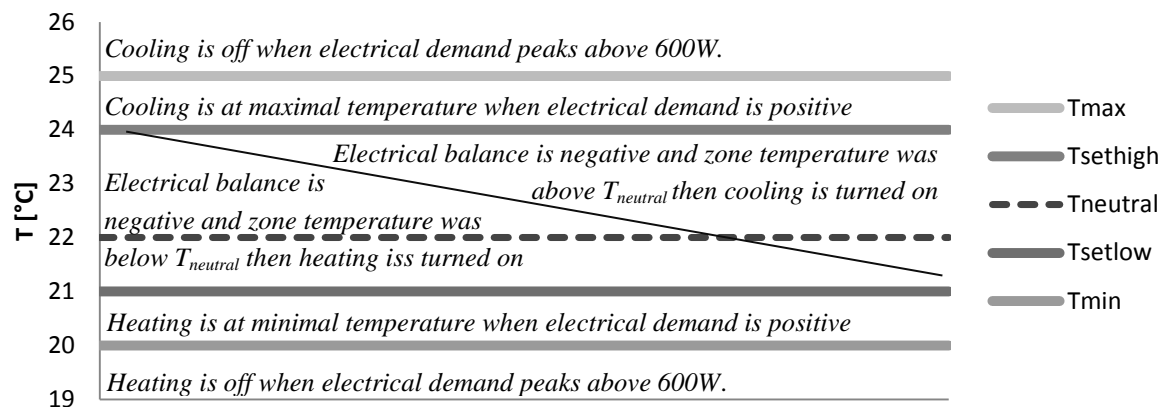 26
Cooling is off when electrical demand peaks above 600W.
25
Cooling is at maximal temperature when electrical demand is positive
24
Electrical balance is negative and zone temperature was
above Tneutral then cooling is turned on
23
Electrical balance is
negative and zone temperature was
22
below Tneutral then heating iss turned on
21
Heating is at minimal temperature when electrical demand is positive
20
Heating is off when electrical demand peaks above 600W.
19
T [°C]
Tmax
Tsethigh
Tneutral
Tsetlow
Tmin